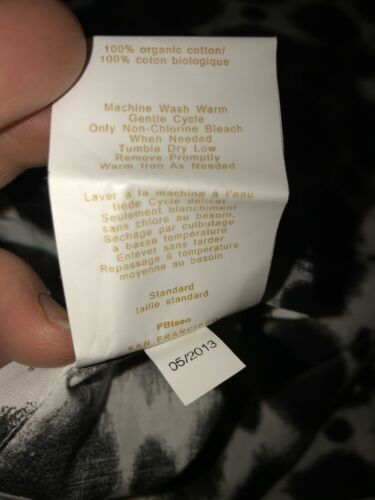 100% organic cotton/
100% coton biologique
Machine Wash Warm
Gentle Cycle
Only Non-Chlorine Bleach
When Needed
Tumble Dry Low
Remove Promptly
Warm Iron As Needed
Laver à la machine à l'eau
tiède Cycle délicat
Seulement blanchiment
sans chlore au besoin.
Séchage par culbutage
à basse température
Enlever sans tarder
Repassage à température
moyenne au besoin
Standard
taille standard
PBteen
SAN FRANCISCO
05/2013